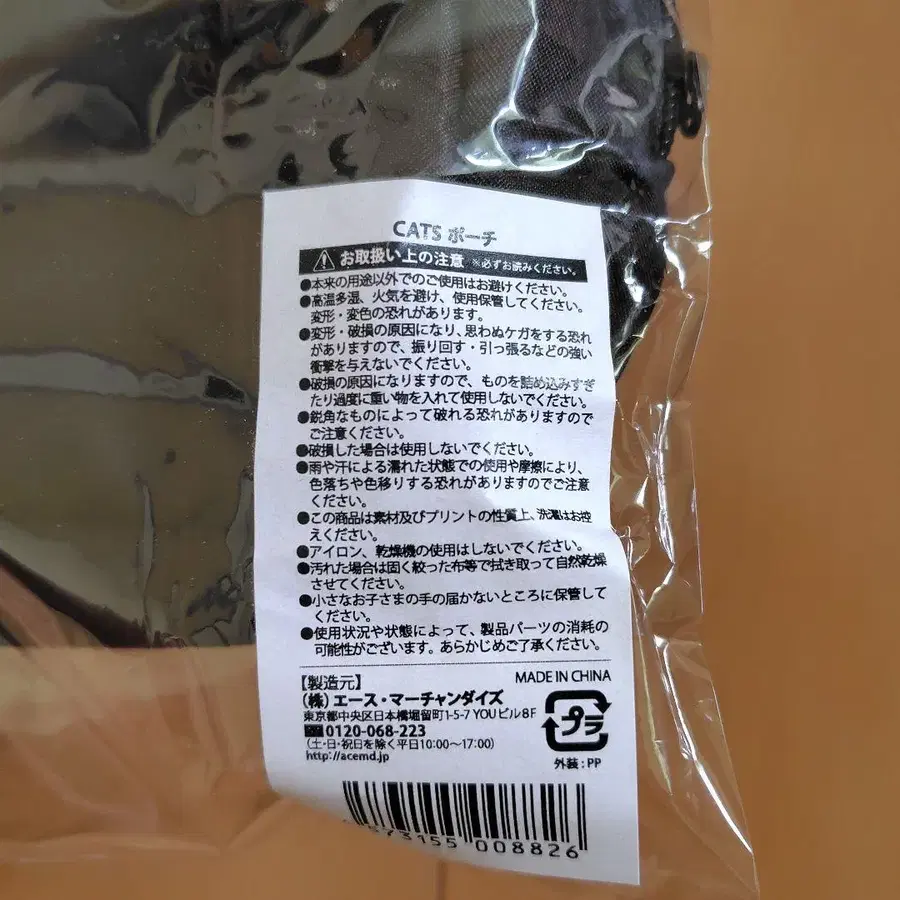 CATS ポーチ
お取扱い上の注意 ※必ずお読みください。
●本来の用途以外でのご使用はお避けください。
●高温多湿、火気を避け、使用保管してください。
変形・変色の恐れがあります。
●変形・破損の原因になり、思わぬケガをする恐れ
がありますので、振り回す・引っ張るなどの強い
衝撃を与えないでください。
●破損の原因になりますので、ものを詰め込みすぎ
たり過度に重い物を入れて使用しないでください。
●鋭角なものによって破れる恐れがありますので
ご注意ください。
●破損した場合は使用しないでください。
●雨や汗による濡れた状態での使用や摩擦により、
色落ちや色移りする恐れがありますのでご注意
ください。
●この商品は素材及びプリントの性質上、洗濯はお控
えください。
●アイロン、乾燥機の使用はしないでください。
●汚れた場合は固く絞った布等で拭き取って自然乾燥
させてください。
●小さなお子さまの手の届かないところに保管して
ください。
●使用状況や状態によって、製品パーツの消耗の
可能性がございます。あらかじめご了承ください。
MADE IN CHINA
【製造元】
(株)エース・マーチャンダイズ
東京都中央区日本橋堀留町1-5-7 YOUビル8F
0120-068-223
(土・日・祝日を除く平日10:00〜17:00)
http://acemd.jp
プラ
外装:PP
573155 008826